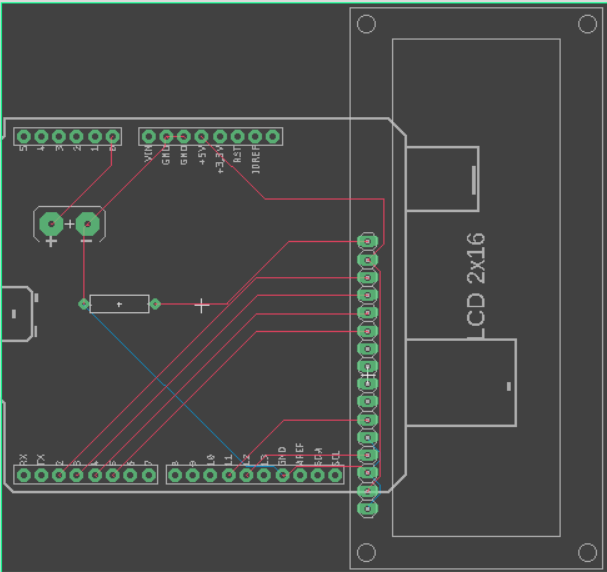 5 4 3 2 1 0
VIN GND GND +5V +3,3V RST IOREF
+ -
LCD 2x16
RX TX 2 3 4 5 6 7
8 9 10 11 12 13 GND AREF SDA SCL